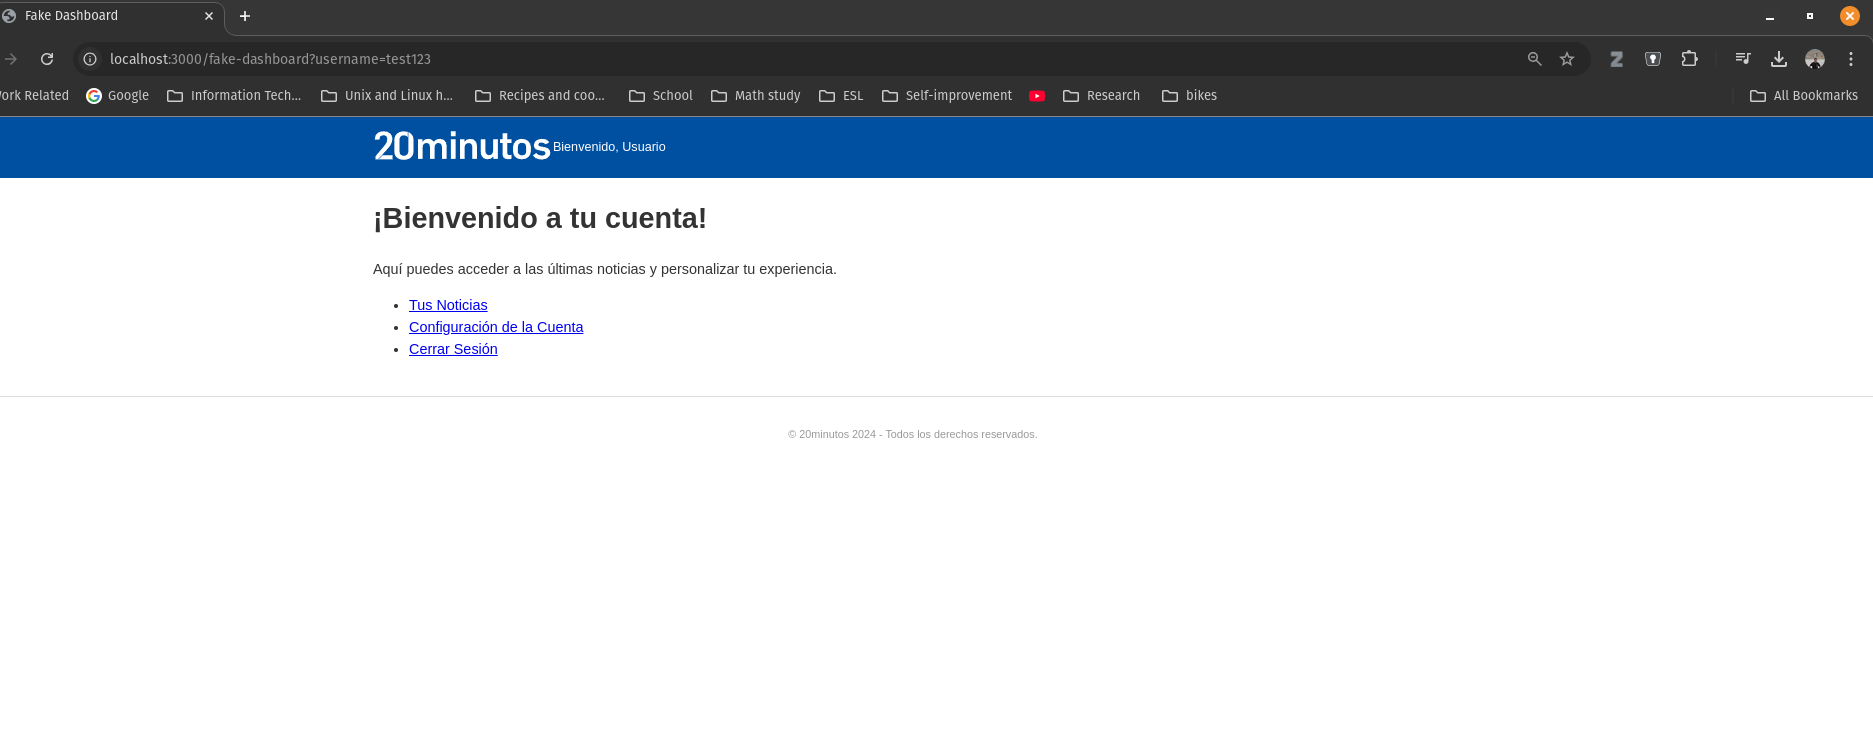 Fake Dashboard
localhost:3000/fake-dashboard?username=test123
ork Related Google Information Tech... Unix and Linux h... Recipes and coo... School Math study ESL Self-improvement Research bikes All Bookmarks
20minutos Bienvenido, Usuario
¡Bienvenido a tu cuenta!
Aquí puedes acceder a las últimas noticias y personalizar tu experiencia.
Tus Noticias
Configuración de la Cuenta
Cerrar Sesión
© 20minutos 2024 - Todos los derechos reservados.